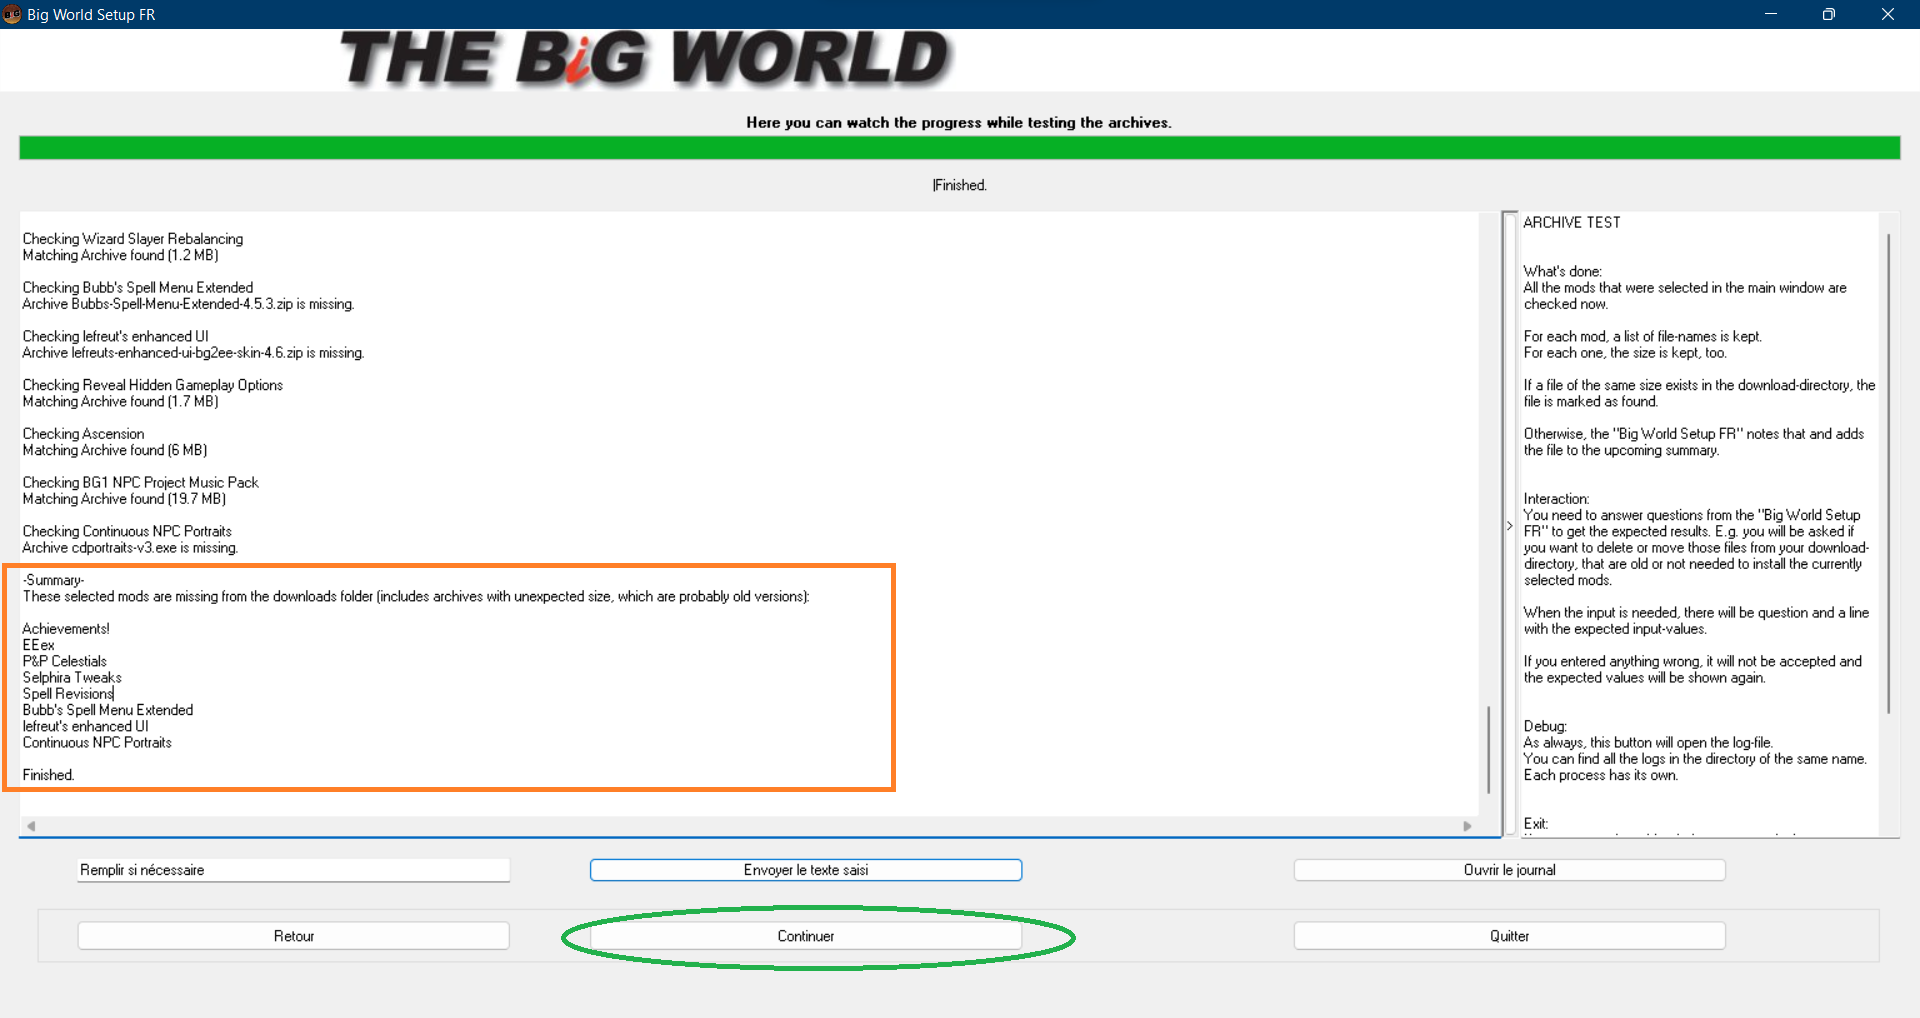 Big World Setup FR
THE BiG WORLD
Here you can watch the progress while testing the archives.
Finished.
Checking Wizard Slayer Rebalancing
Matching Archive found (1.2 MB)
Checking Bubb's Spell Menu Extended
Archive Bubbs-Spell-Menu-Extended-4.5.3.zip is missing.
Checking lefreut's enhanced UI
Archive lefreuts-enhanced-ui-bg2ee-skin-4.6.zip is missing.
Checking Reveal Hidden Gameplay Options
Matching Archive found (1.7 MB)
Checking Ascension
Matching Archive found (6 MB)
Checking BG1 NPC Project Music Pack
Matching Archive found (19.7 MB)
Checking Continuous NPC Portraits
Archive cdportraits-v3.exe is missing.
-Summary-
These selected mods are missing from the downloads folder (includes archives with unexpected size, which are probably old versions):
Achievements!
EEex
P&P Celestials
Selphira Tweaks
Spell Revisions
Bubb's Spell Menu Extended
lefreut's enhanced UI
Continuous NPC Portraits
Finished.
ARCHIVE TEST
What's done:
All the mods that were selected in the main window are
checked now.
For each mod, a list of file-names is kept.
For each one, the size is kept, too.
If a file of the same size exists in the download-directory, the
file is marked as found.
Otherwise, the "Big World Setup FR" notes that and adds
the file to the upcoming summary.
Interaction:
You need to answer questions from the "Big World Setup
FR" to get the expected results. E.g. you will be asked if
you want to delete or move those files from your download-
directory, that are old or not needed to install the currently
selected mods.
When the input is needed, there will be question and a line
with the expected input-values.
If you entered anything wrong, it will not be accepted and
the expected values will be shown again.
Debug:
As always, this button will open the log-file.
You can find all the logs in the directory of the same name.
Each process has its own.
Exit:
Remplir si nécessaire
Envoyer le texte saisi
Ouvrir le journal
Retour
Continuer
Quitter